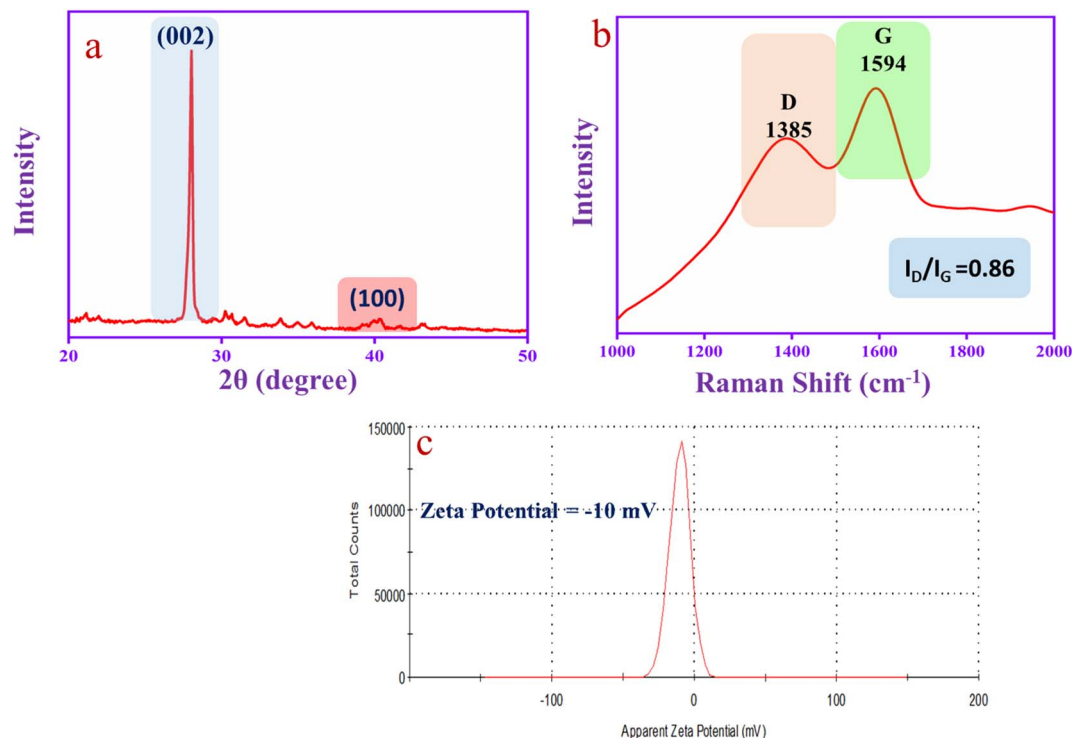 a
(002)
(100)
Intensity
20
30
40
50
2θ (degree)
b
G
1594
D
1385
Intensity
I_D/I_G =0.86
1000
1200
1400
1600
1800
2000
Raman Shift (cm⁻¹)
c
Zeta Potential = -10 mV
Total Counts
150000
100000
50000
0
-100
0
100
200
Apparent Zeta Potential (mV)